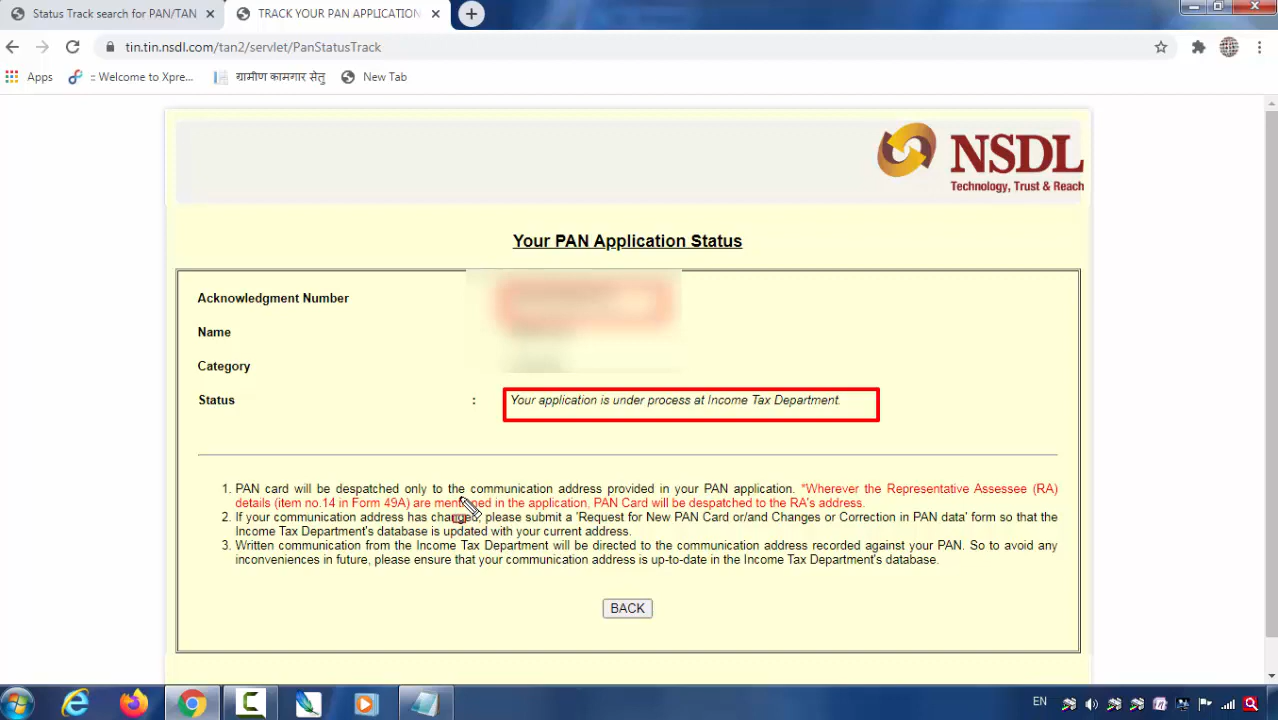 Status Track search for PAN/TAN
TRACK YOUR PAN APPLICATION
tin.tin.nsdl.com/tan2/servlet/PanStatusTrack
Apps
:: Welcome to Xpre...
ग्रामीण कामगार सेतु
New Tab
NSDL
Technology, Trust & Reach
Your PAN Application Status
Acknowledgment Number
Name
Category
Status : Your application is under process at Income Tax Department.
1. PAN card will be despatched only to the communication address provided in your PAN application. "Wherever the Representative Assessee (RA)
details (item no.14 in Form 49A) are mentioned in the application, PAN Card will be despatched to the RA's address.
2. If your communication address has changed, please submit a 'Request for New PAN Card or/and Changes or Correction in PAN data' form so that the
Income Tax Department's database is updated with your current address.
3. Written communication from the Income Tax Department will be directed to the communication address recorded against your PAN. So to avoid any
inconveniences in future, please ensure that your communication address is up-to-date in the Income Tax Department's database.
BACK
EN